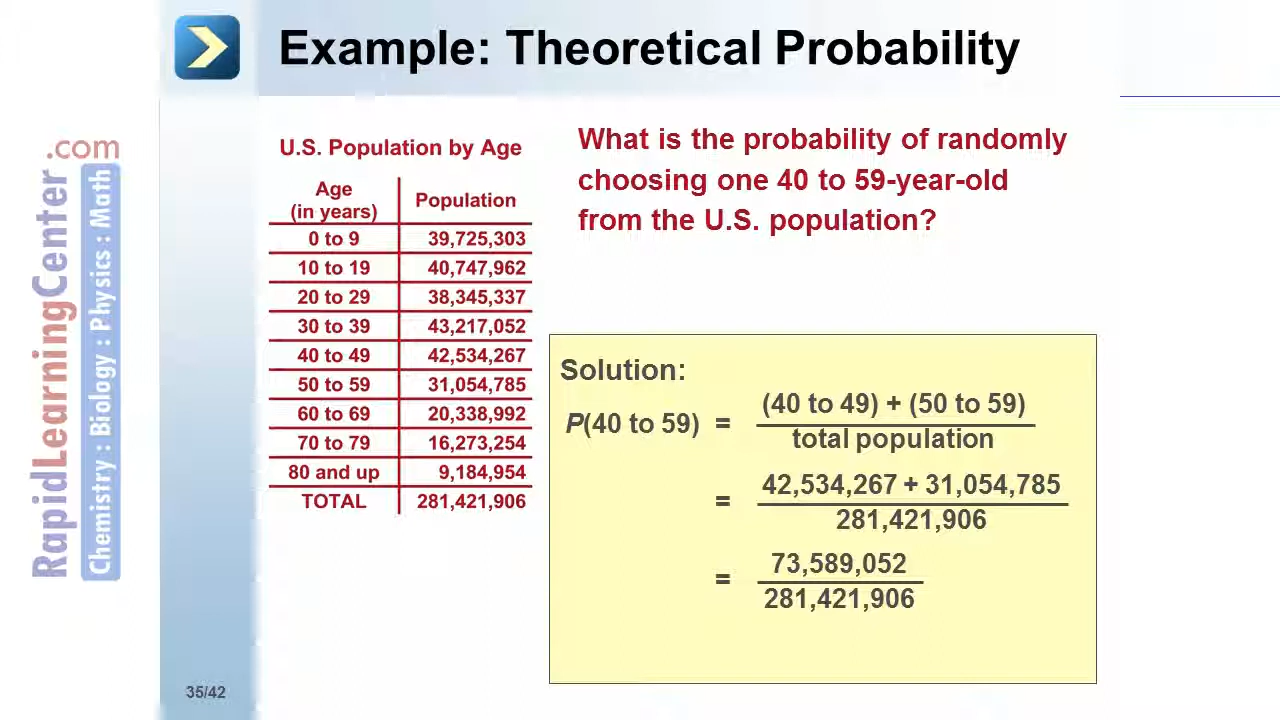 Example: Theoretical Probability
.com
RapidLearningCenter
Chemistry : Biology : Physics : Math
U.S. Population by Age
Age (in years) Population
0 to 9 39,725,303
10 to 19 40,747,962
20 to 29 38,345,337
30 to 39 43,217,052
40 to 49 42,534,267
50 to 59 31,054,785
60 to 69 20,338,992
70 to 79 16,273,254
80 and up 9,184,954
TOTAL 281,421,906
What is the probability of randomly
choosing one 40 to 59-year-old
from the U.S. population?
Solution:
P(40 to 59) = (40 to 49) + (50 to 59)
total population
= 42,534,267 + 31,054,785
281,421,906
= 73,589,052
281,421,906
35/42